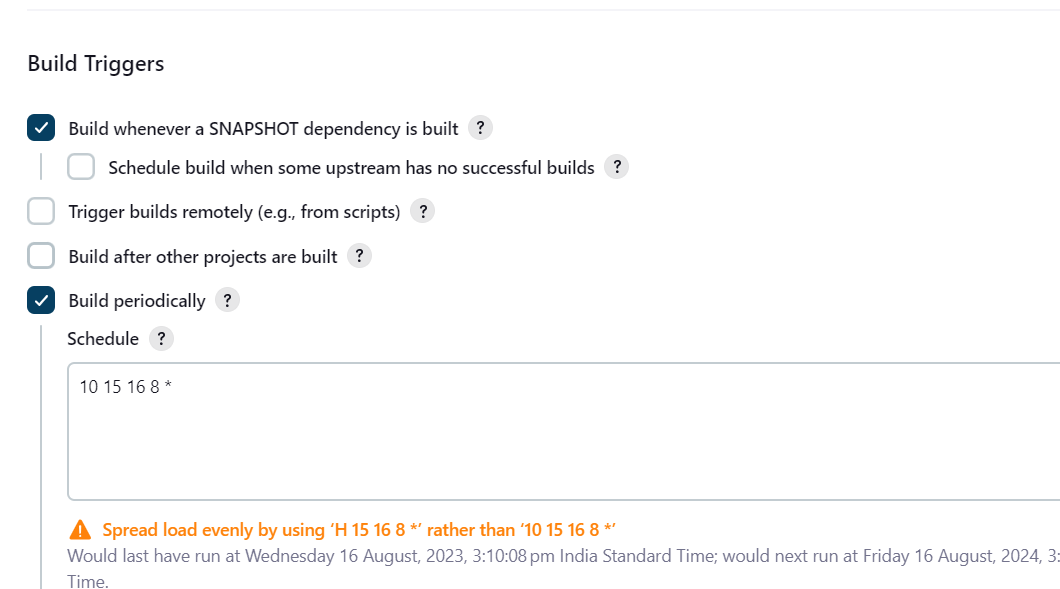 Build Triggers
Build whenever a SNAPSHOT dependency is built ?
Schedule build when some upstream has no successful builds ?
Trigger builds remotely (e.g., from scripts) ?
Build after other projects are built ?
Build periodically ?
Schedule ?
10 15 16 8 *
Spread load evenly by using ‘H 15 16 8 *’ rather than ‘10 15 16 8 *’
Would last have run at Wednesday 16 August, 2023, 3:10:08 pm India Standard Time; would next run at Friday 16 August, 2024, 3:
Time.